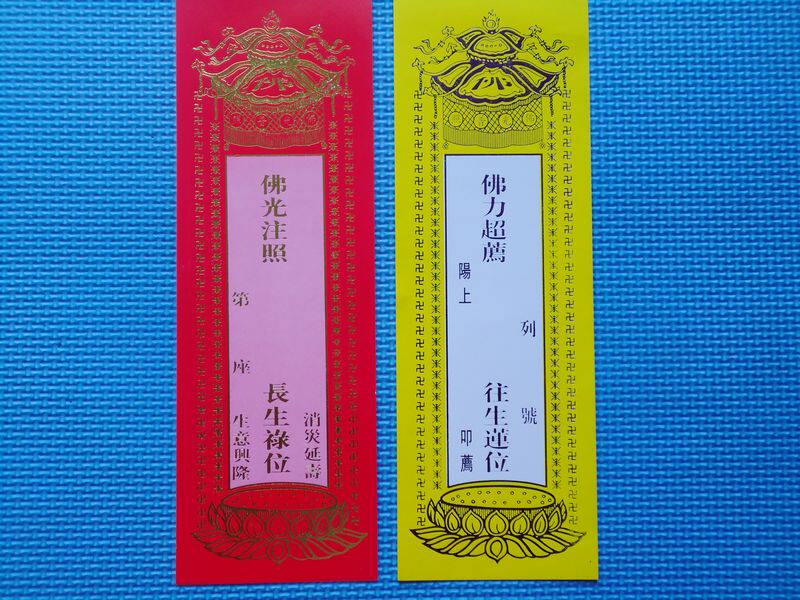 消災延壽
佛光注照
長生祿位
第 座
生意興隆
列 號
佛力超薦
往生蓮位
陽上
叩薦